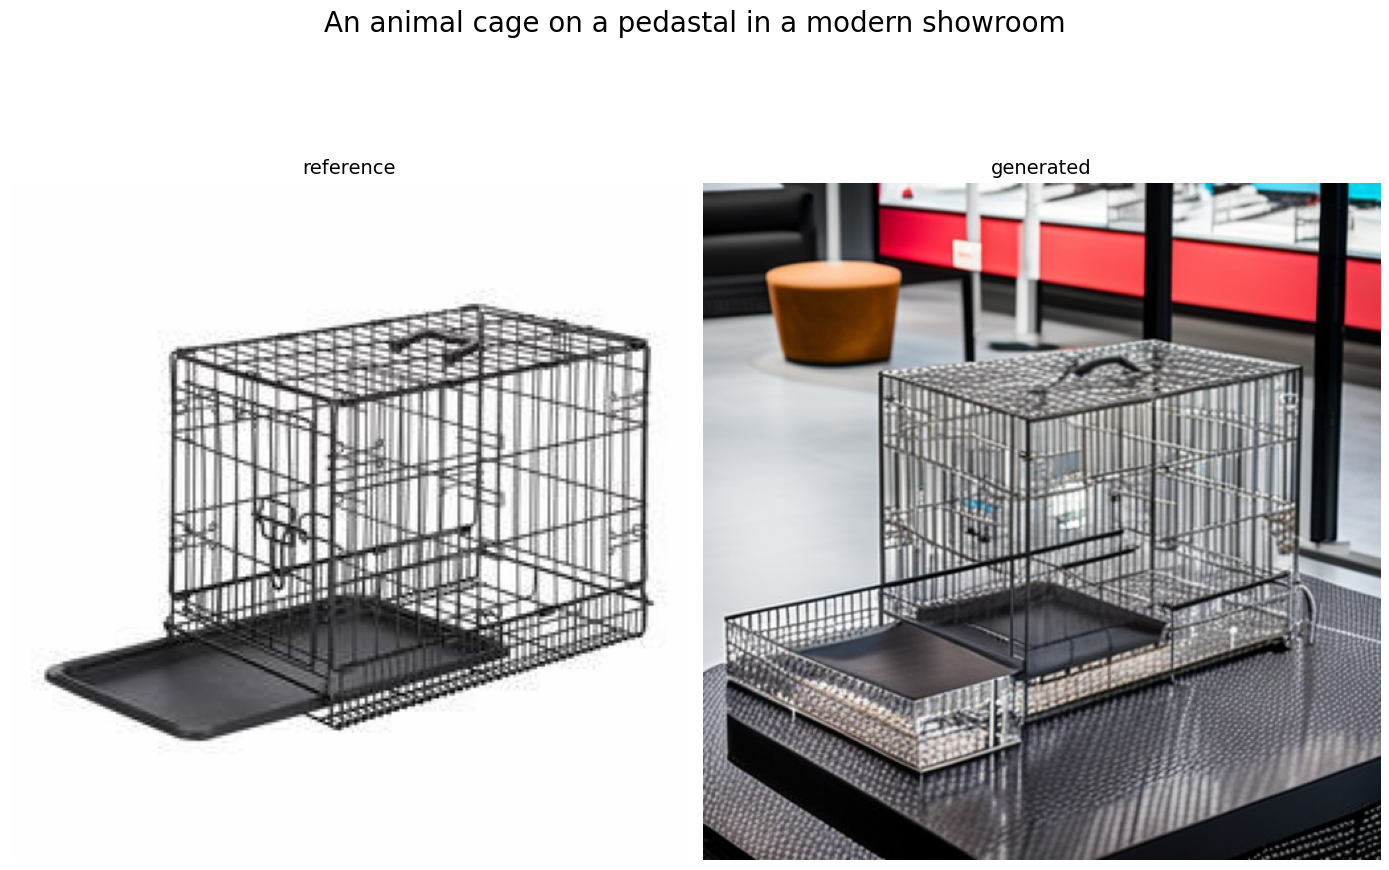 An animal cage on a pedastal in a modern showroom
reference
generated